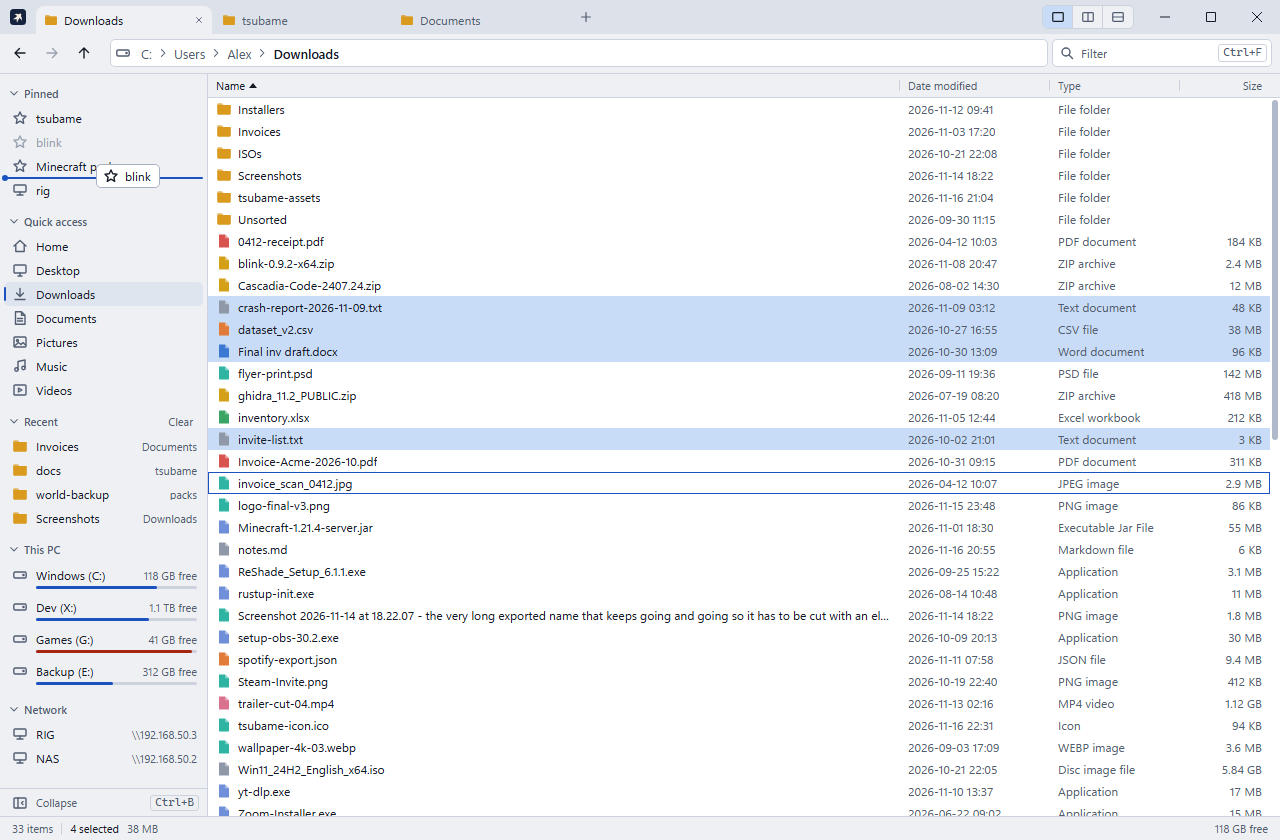 Downloads
tsubame
Documents
C: Users Alex Downloads
Filter Ctrl+F
Pinned
tsubame
blink
Minecraft
blink
rig
Quick access
Home
Desktop
Downloads
Documents
Pictures
Music
Videos
Recent Clear
Invoices Documents
docs tsubame
world-backup packs
Screenshots Downloads
This PC
Windows (C:) 118 GB free
Dev (X:) 1.1 TB free
Games (G:) 41 GB free
Backup (E:) 312 GB free
Network
RIG \\192.168.50.3
NAS \\192.168.50.2
Collapse Ctrl+B
Name Date modified Type Size
Installers 2026-11-12 09:41 File folder
Invoices 2026-11-03 17:20 File folder
ISOs 2026-10-21 22:08 File folder
Screenshots 2026-11-14 18:22 File folder
tsubame-assets 2026-11-16 21:04 File folder
Unsorted 2026-09-30 11:15 File folder
0412-receipt.pdf 2026-04-12 10:03 PDF document 184 KB
blink-0.9.2-x64.zip 2026-11-08 20:47 ZIP archive 2.4 MB
Cascadia-Code-2407.24.zip 2026-08-02 14:30 ZIP archive 12 MB
crash-report-2026-11-09.txt 2026-11-09 03:12 Text document 48 KB
dataset_v2.csv 2026-10-27 16:55 CSV file 38 MB
Final inv draft.docx 2026-10-30 13:09 Word document 96 KB
flyer-print.psd 2026-09-11 19:36 PSD file 142 MB
ghidra_11.2_PUBLIC.zip 2026-07-19 08:20 ZIP archive 418 MB
inventory.xlsx 2026-11-05 12:44 Excel workbook 212 KB
invite-list.txt 2026-10-02 21:01 Text document 3 KB
Invoice-Acme-2026-10.pdf 2026-10-31 09:15 PDF document 311 KB
invoice_scan_0412.jpg 2026-04-12 10:07 JPEG image 2.9 MB
logo-final-v3.png 2026-11-15 23:48 PNG image 86 KB
Minecraft-1.21.4-server.jar 2026-11-01 18:30 Executable Jar File 55 MB
notes.md 2026-11-16 20:55 Markdown file 6 KB
ReShade_Setup_6.1.1.exe 2026-09-25 15:22 Application 3.1 MB
rustup-init.exe 2026-08-14 10:48 Application 11 MB
Screenshot 2026-11-14 at 18.22.07 - the very long exported name that keeps going and going so it has to be cut with an el... 2026-11-14 18:22 PNG image 1.8 MB
setup-obs-30.2.exe 2026-10-09 20:13 Application 30 MB
spotify-export.json 2026-11-11 07:58 JSON file 9.4 MB
Steam-Invite.png 2026-10-19 22:40 PNG image 412 KB
trailer-cut-04.mp4 2026-11-13 02:16 MP4 video 1.12 GB
tsubame-icon.ico 2026-11-16 22:31 Icon 94 KB
wallpaper-4k-03.webp 2026-09-03 17:09 WEBP image 3.6 MB
Win11_24H2_English_x64.iso 2026-10-21 22:05 Disc image file 5.84 GB
yt-dlp.exe 2026-11-10 13:37 Application 17 MB
Zoom-Installer.exe 2026-06-22 09:02 Application 15 MB
33 items 4 selected 38 MB 118 GB free